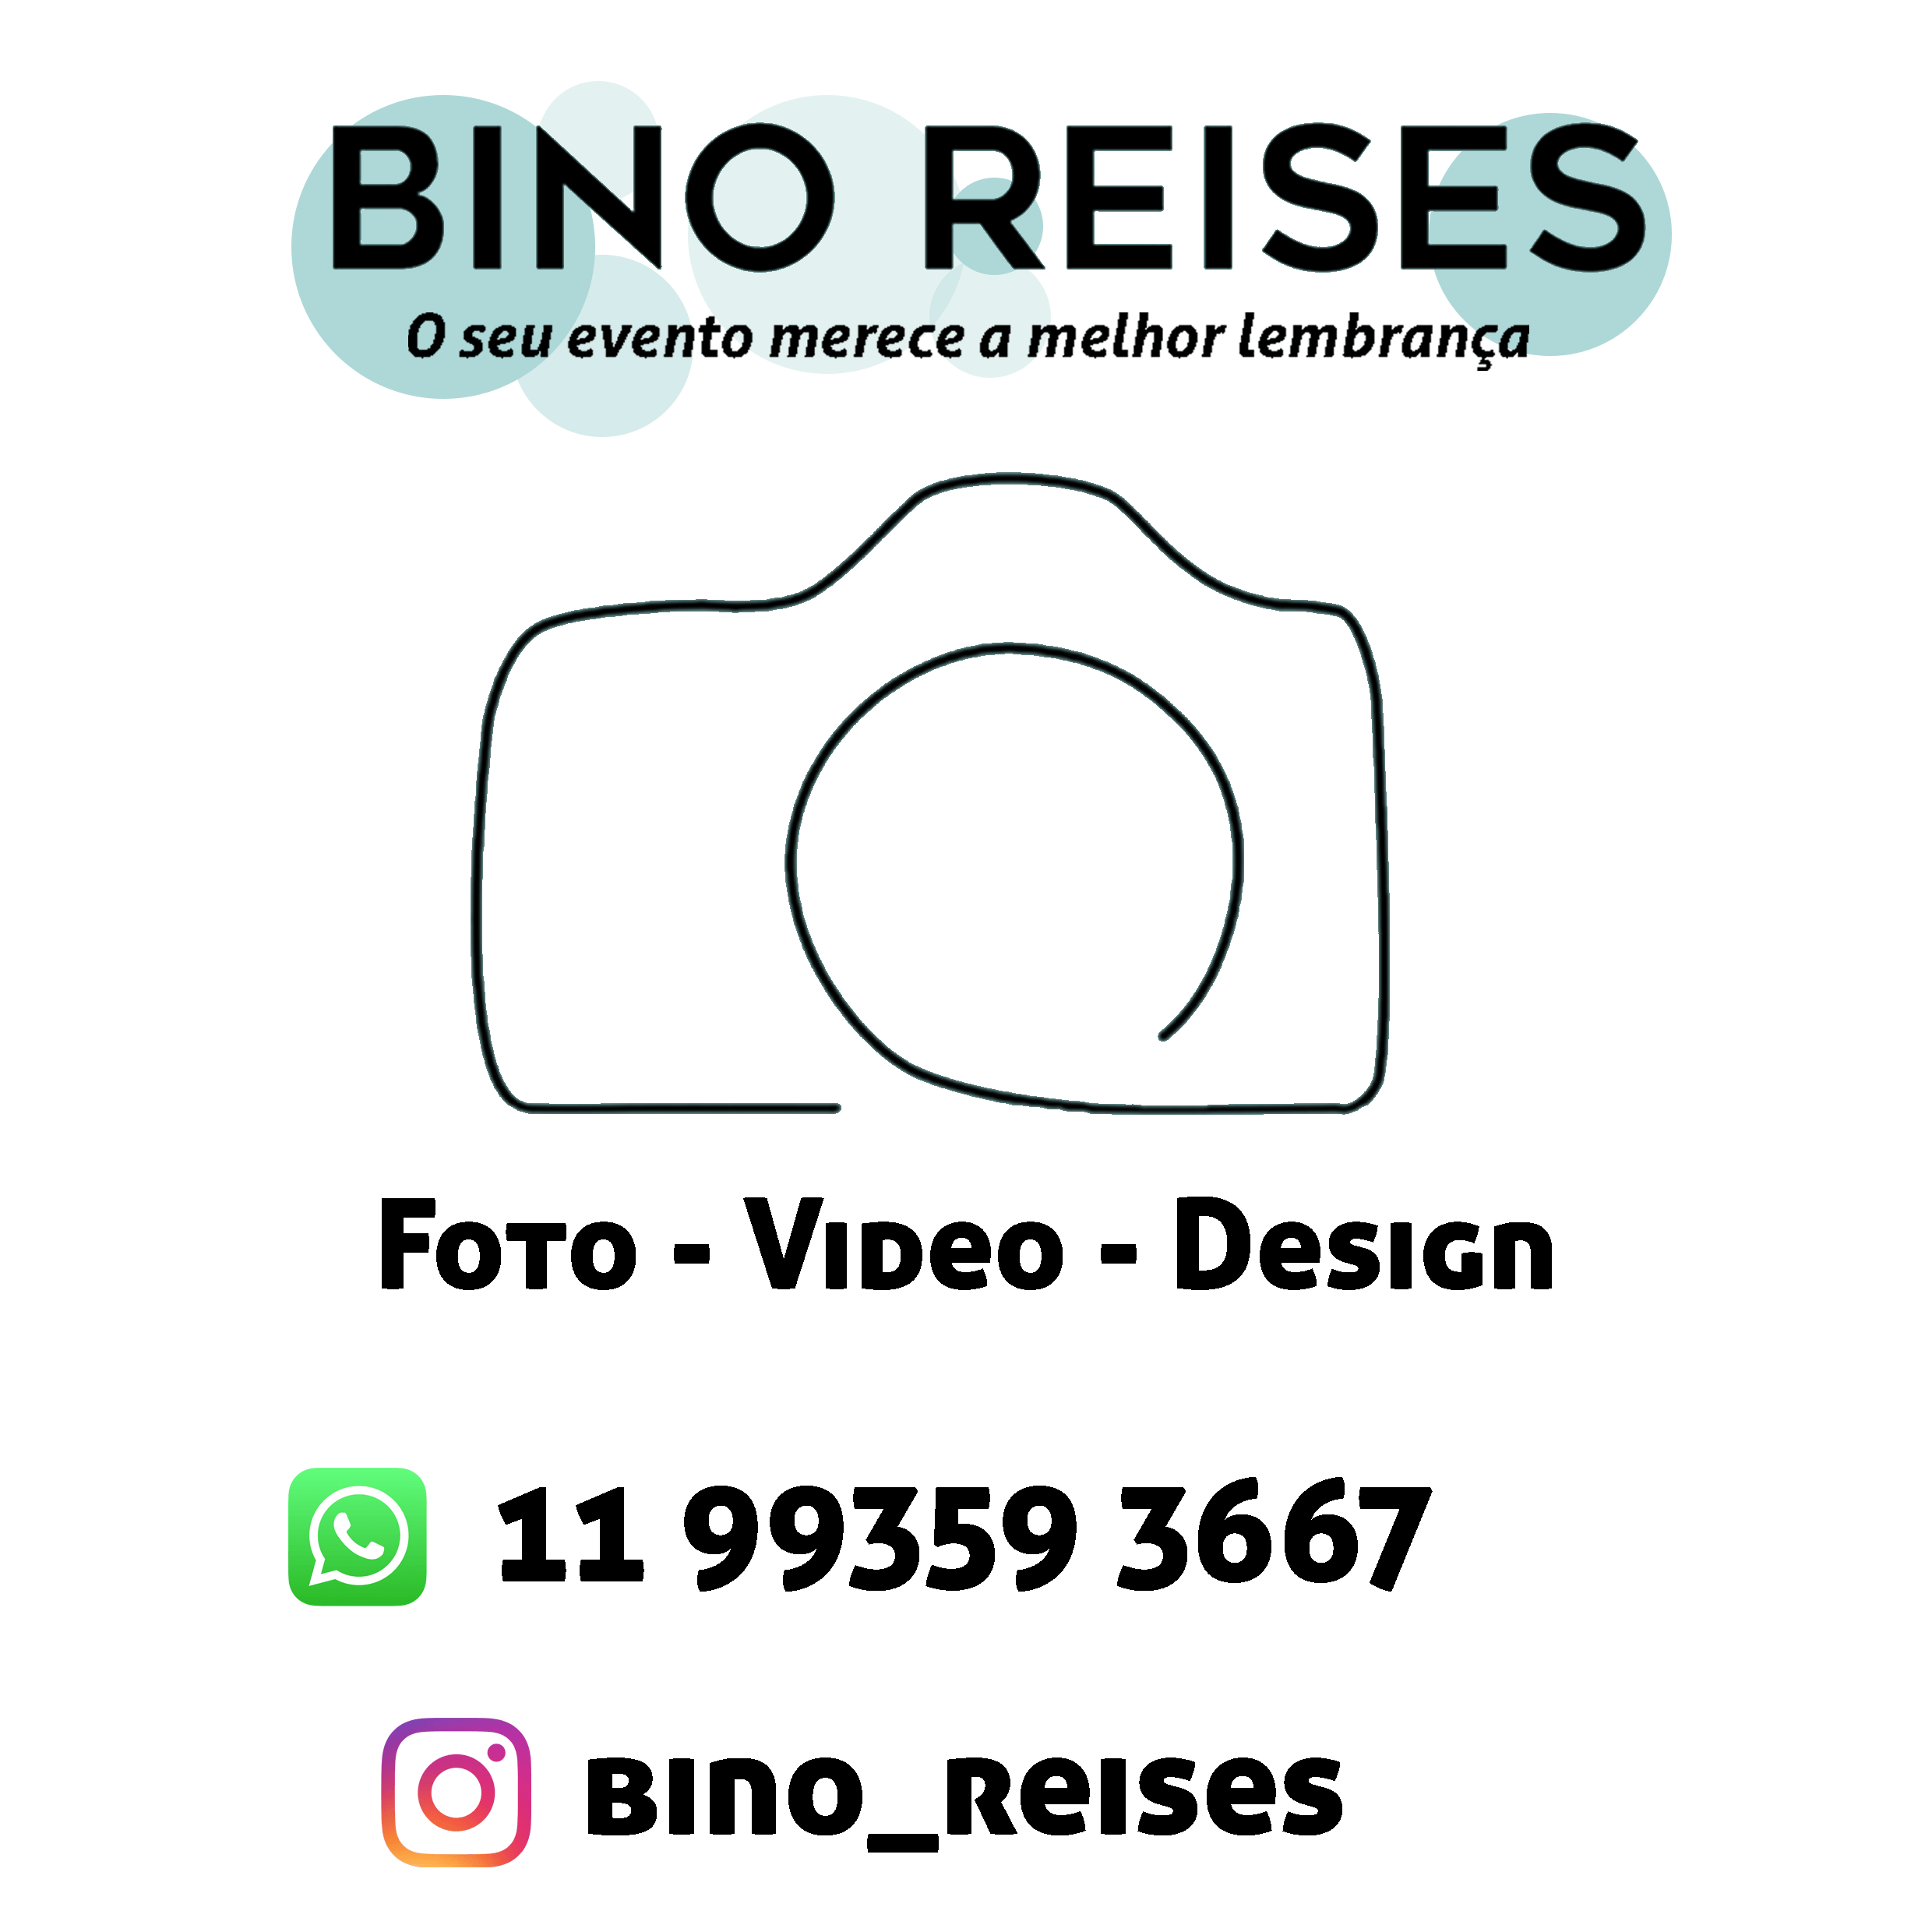 BINO REISES
O seu evento merece a melhor lembrança
Foto - Video - Design
11 99359 3667
Bino_Reises